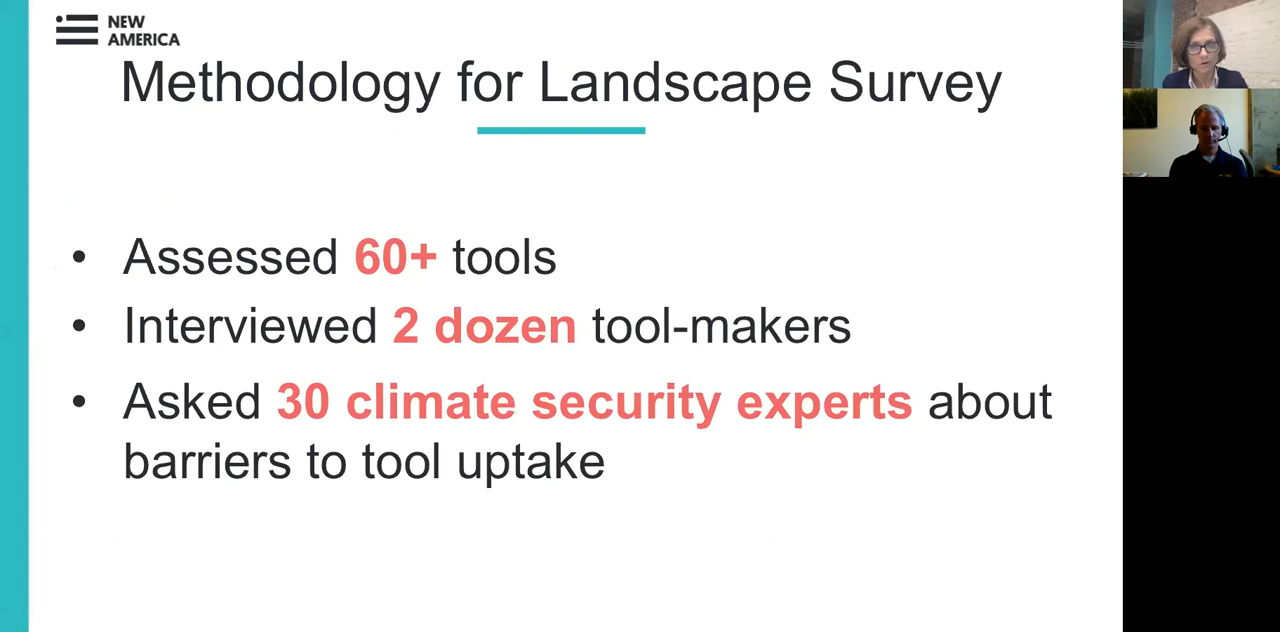 NEW
AMERICA
Methodology for Landscape Survey
• Assessed 60+ tools
• Interviewed 2 dozen tool-makers
• Asked 30 climate security experts about
barriers to tool uptake